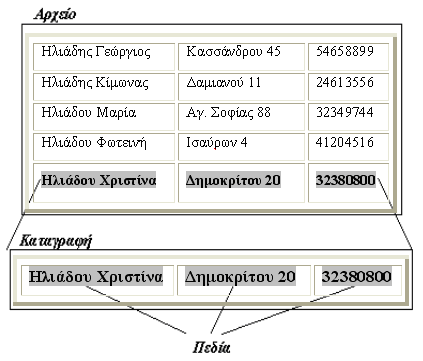 Αρχείο
Ηλιάδης Γεώργιος Κασσάνδρου 45 54658899
Ηλιάδης Κίμωνας Δαμιανού 11 24613556
Ηλιάδου Μαρία Αγ. Σοφίας 88 32349744
Ηλιάδου Φωτεινή Ισαύρων 4 41204516
Ηλιάδου Χριστίνα Δημοκρίτου 20 32380800
Καταγραφή
Ηλιάδου Χριστίνα Δημοκρίτου 20 32380800
Πεδία